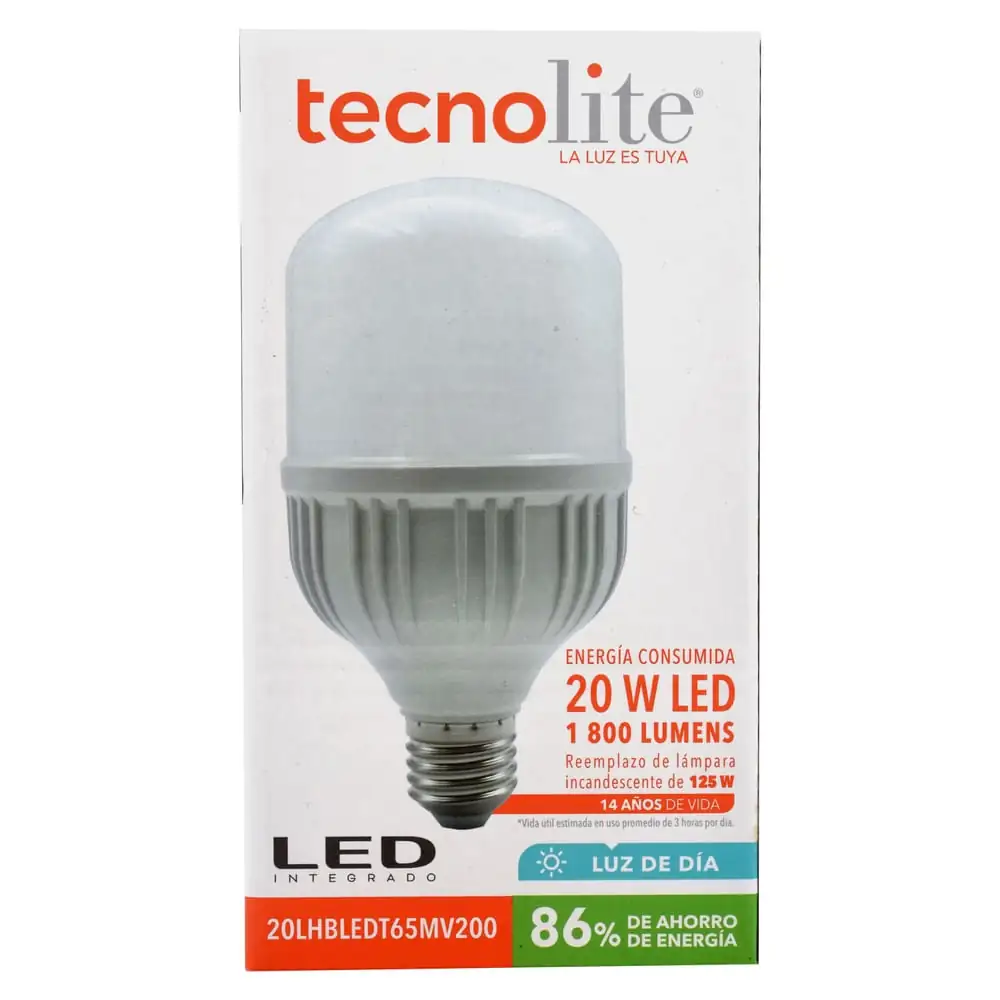 tecnolite®
LA LUZ ES TUYA
ENERGÍA CONSUMIDA
20 W LED
1 800 LUMENS
Reemplazo de lámpara
incandescente de 125 W
14 AÑOS DE VIDA
*Vida útil estimada en uso promedio de 3 horas por día.
LED
INTEGRADO
LUZ DE DÍA
20LHBLEDT65MV200
86% DE AHORRO
DE ENERGÍA